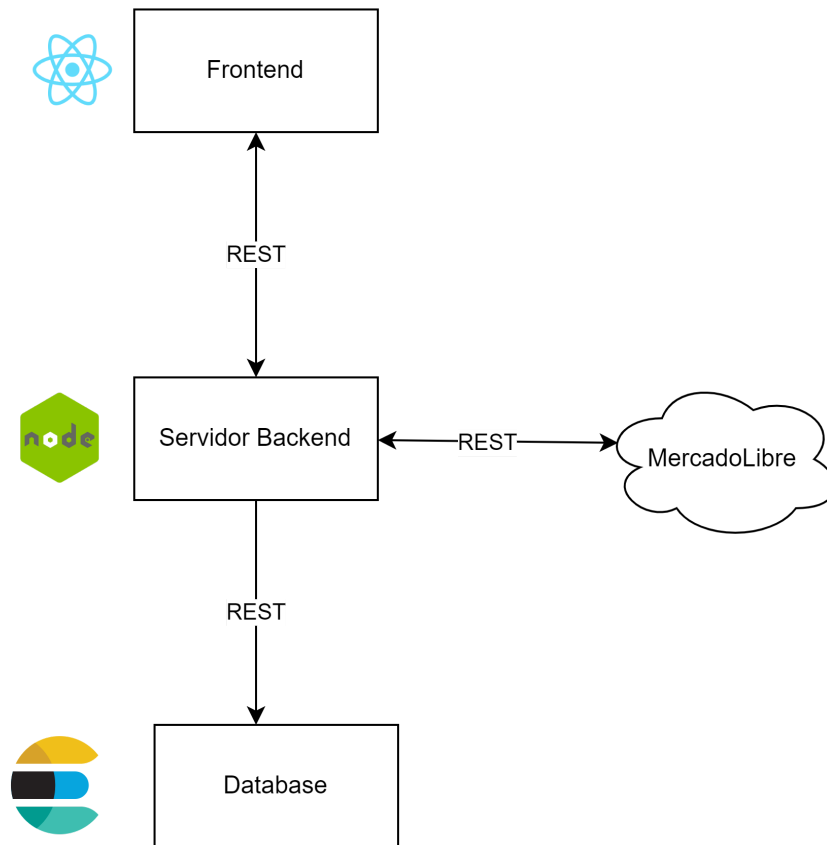 Frontend
REST
node
Servidor Backend
REST
MercadoLibre
REST
Database